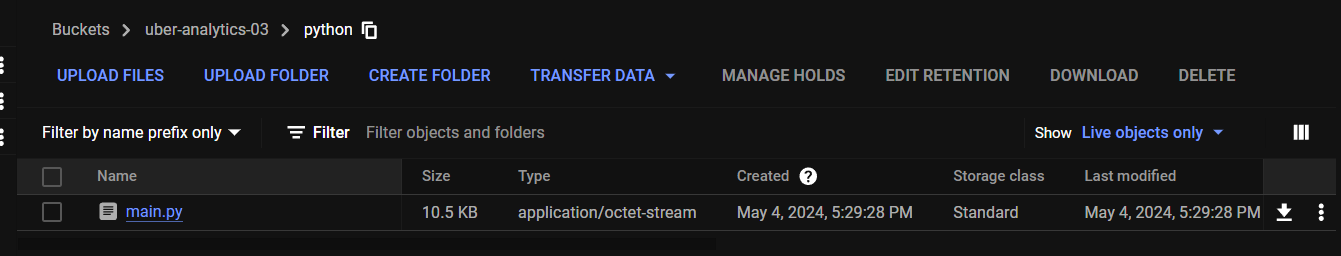 Buckets > uber-analytics-03 > python
UPLOAD FILES UPLOAD FOLDER CREATE FOLDER TRANSFER DATA MANAGE HOLDS EDIT RETENTION DOWNLOAD DELETE
Filter by name prefix only Filter Filter objects and folders Show Live objects only
Name Size Type Created ? Storage class Last modified
main.py 10.5 KB application/octet-stream May 4, 2024, 5:29:28 PM Standard May 4, 2024, 5:29:28 PM